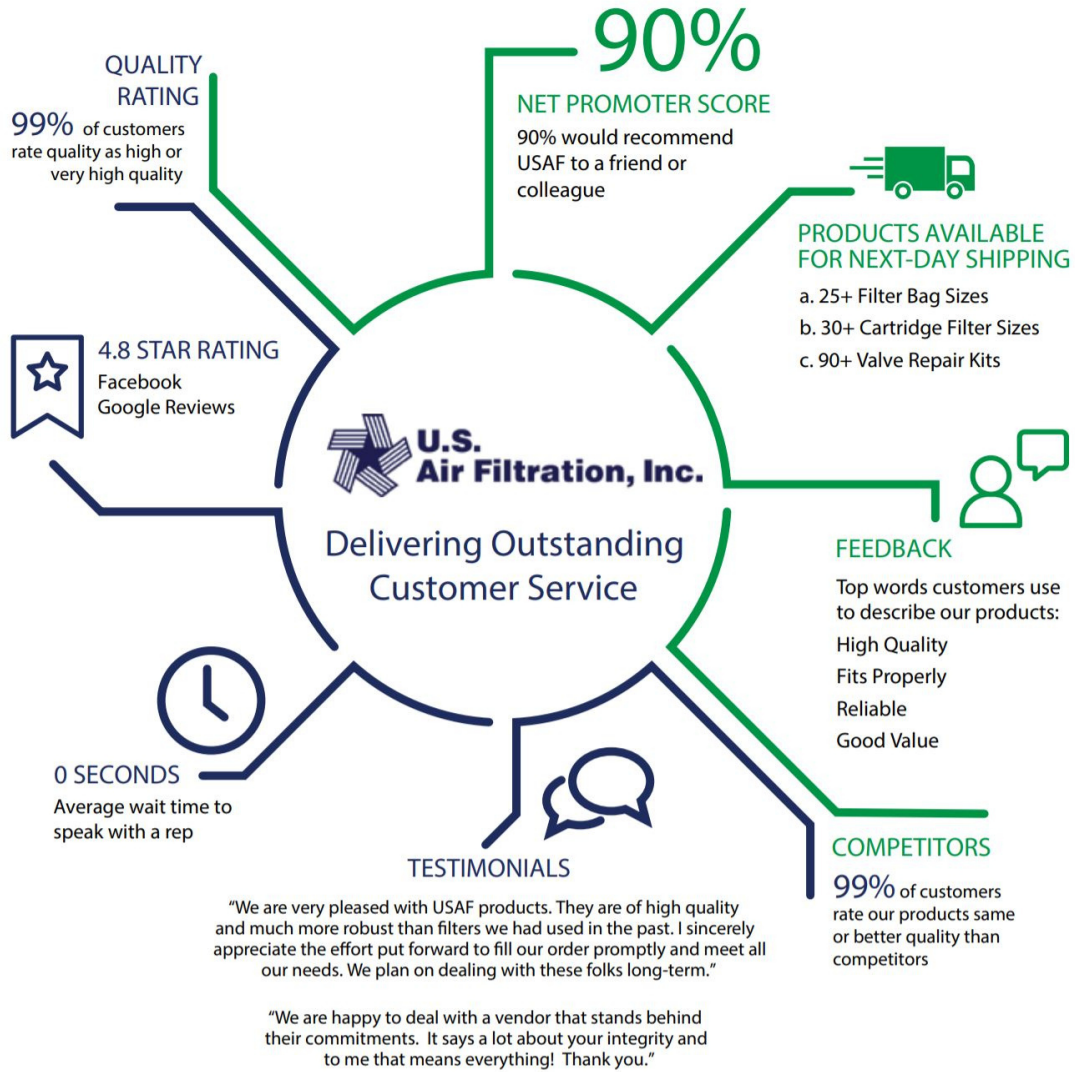 QUALITY
RATING
99% of customers
rate quality as high or
very high quality
90%
NET PROMOTER SCORE
90% would recommend
USAF to a friend or
colleague
PRODUCTS AVAILABLE
FOR NEXT-DAY SHIPPING
a. 25+ Filter Bag Sizes
b. 30+ Cartridge Filter Sizes
c. 90+ Valve Repair Kits
4.8 STAR RATING
Facebook
Google Reviews
U.S.
Air Filtration, Inc.
Delivering Outstanding
Customer Service
FEEDBACK
Top words customers use
to describe our products:
High Quality
Fits Properly
Reliable
Good Value
0 SECONDS
Average wait time to
speak with a rep
TESTIMONIALS
“We are very pleased with USAF products. They are of high quality
and much more robust than filters we had used in the past. I sincerely
appreciate the effort put forward to fill our order promptly and meet all
our needs. We plan on dealing with these folks long-term.”
“We are happy to deal with a vendor that stands behind
their commitments.  It says a lot about your integrity and
to me that means everything!  Thank you.”
COMPETITORS
99% of customers
rate our products same
or better quality than
competitors